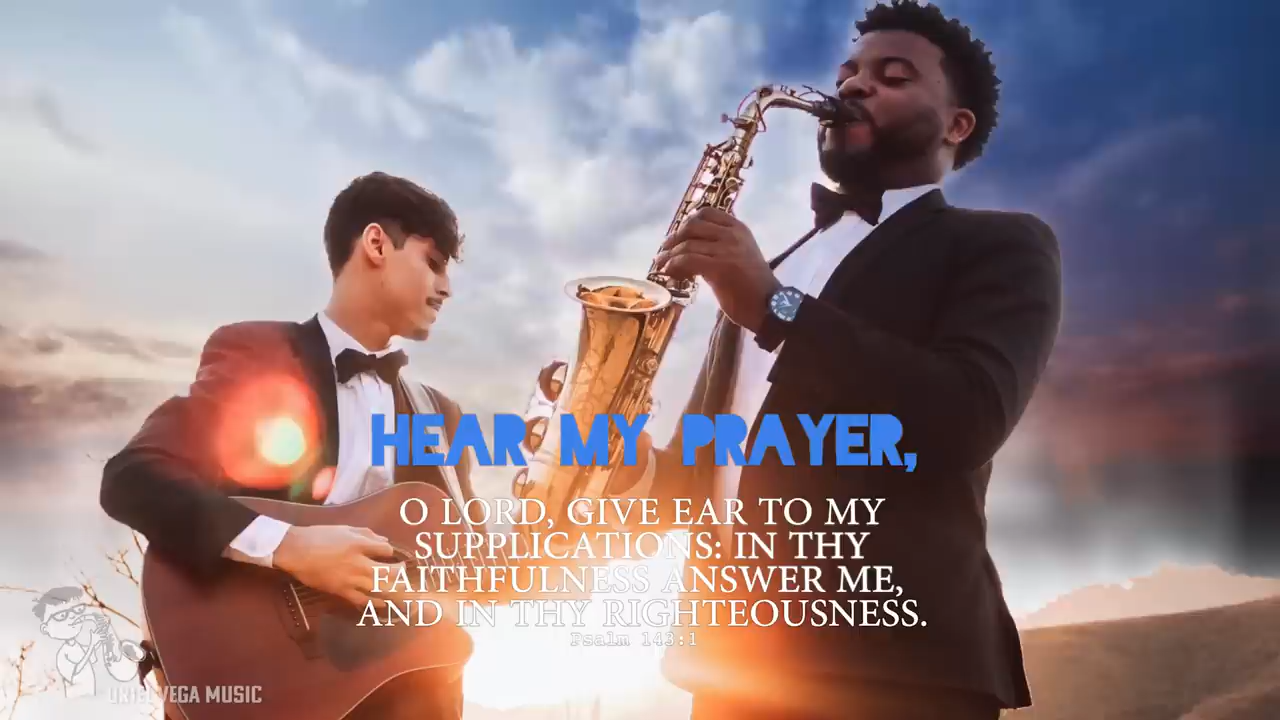 HEAR MY PRAYER,
O LORD, GIVE EAR TO MY
SUPPLICATIONS: IN THY
FAITHFULNESS ANSWER ME,
AND IN THY RIGHTEOUSNESS.
Psalm 143:1
URIEL VEGA MUSIC